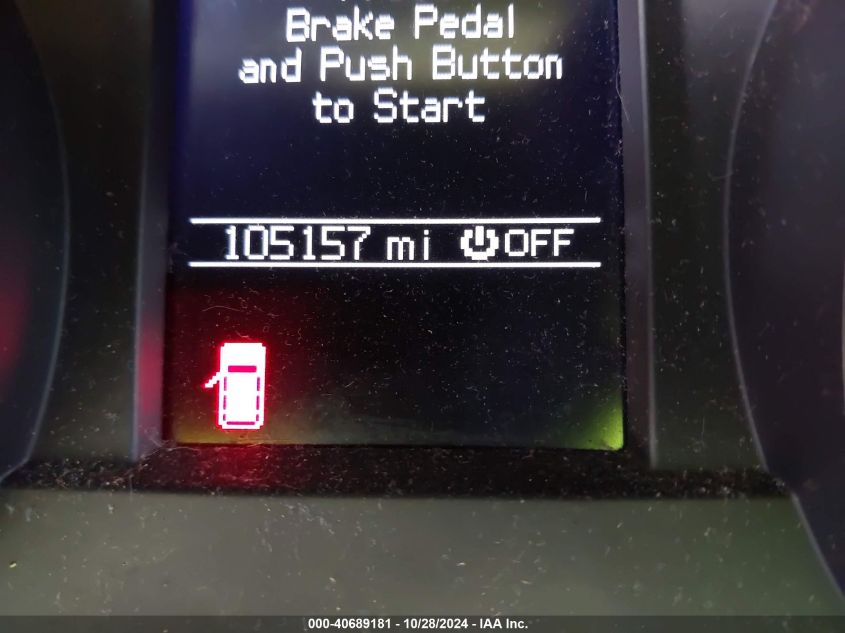 Brake Pedal
and Push Button
to Start
105157 mi OFF
000-40689181 - 10/28/2024 - IAA Inc.